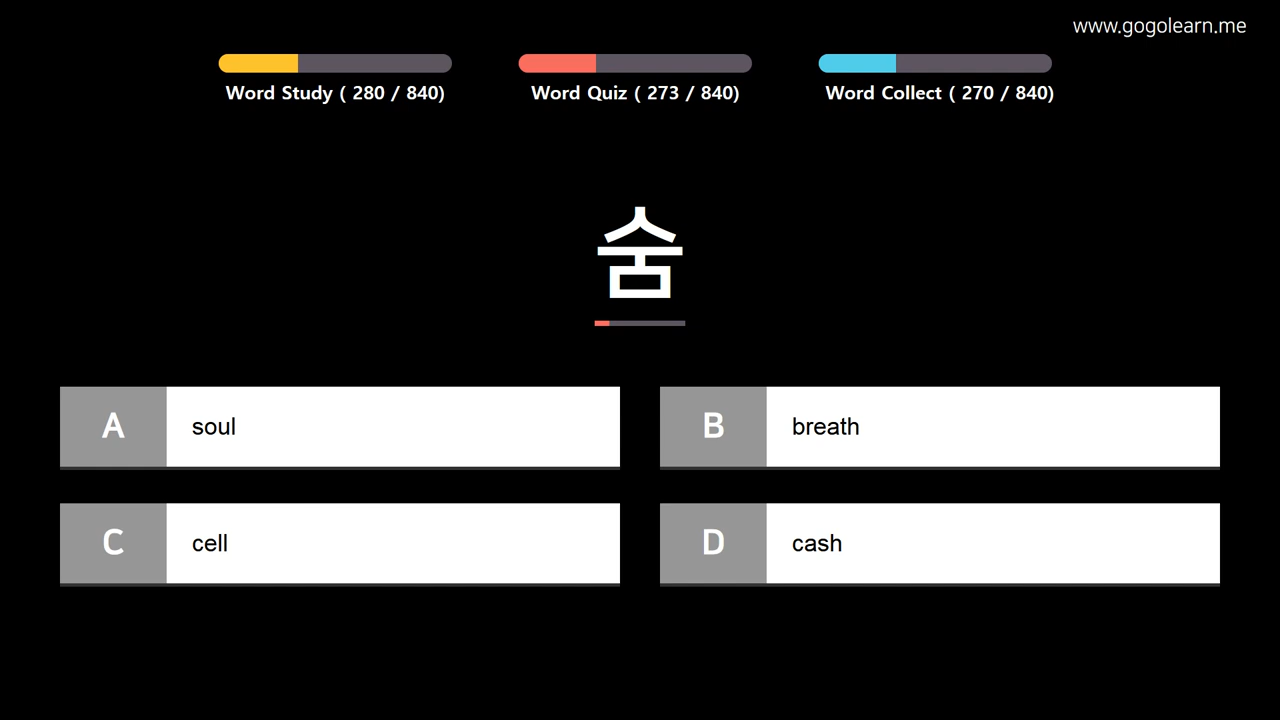 www.gogolearn.me
Word Study ( 280 / 840)
Word Quiz ( 273 / 840)
Word Collect ( 270 / 840)
숨
A soul
B breath
C cell
D cash